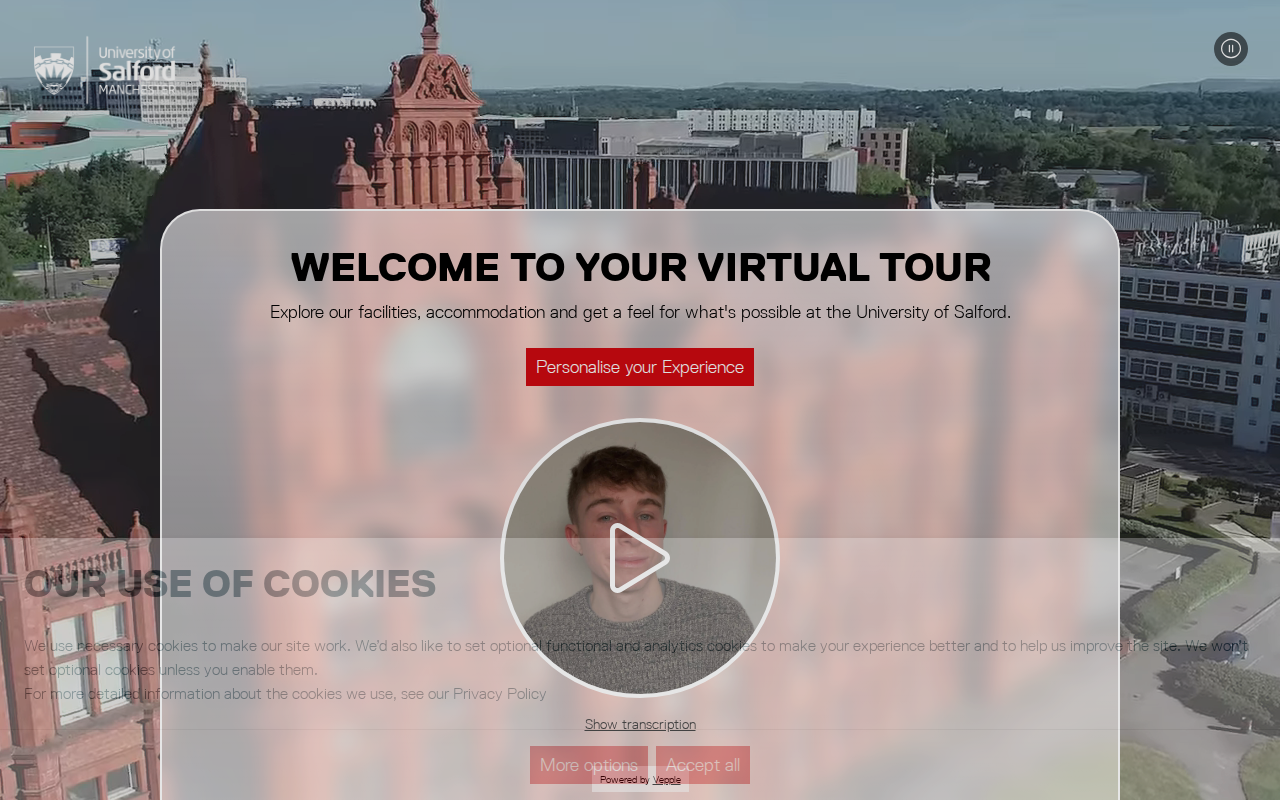 University of
Salford
MANCHESTER
WELCOME TO YOUR VIRTUAL TOUR
Explore our facilities, accommodation and get a feel for what's possible at the University of Salford.
Personalise your Experience
OUR USE OF COOKIES
We use necessary cookies to make our site work. We'd also like to set optional functional and analytics cookies to make your experience better and to help us improve the site. We won't
set optional cookies unless you enable them.
For more detailed information about the cookies we use, see our Privacy Policy
Show transcription
More options
Accept all
Powered by Vepple